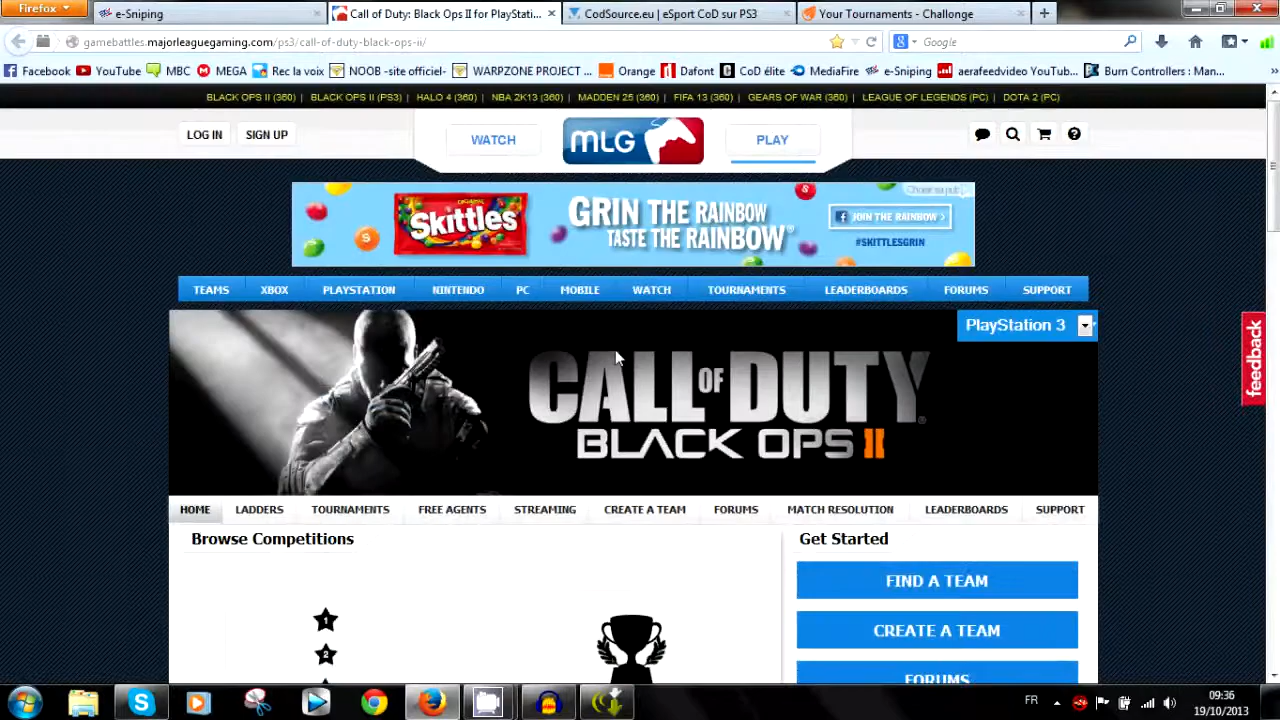 Firefox
e-Sniping
Call of Duty: Black Ops II for PlayStati...
CodSource.eu | eSport CoD sur PS3
Your Tournaments - Challonge
gamebattles.majorleaguegaming.com/ps3/call-of-duty-black-ops-ii/
Google
Facebook YouTube MBC MEGA Rec la voix NOOB -site officiel- WARPZONE PROJECT ... Orange Dafont CoD élite MediaFire e-Sniping aerafeedvideo YouTub... Burn Controllers : Man...
BLACK OPS II (360) | BLACK OPS II (PS3) | HALO 4 (360) | NBA 2K13 (360) | MADDEN 25 (360) | FIFA 13 (360) | GEARS OF WAR (360) | LEAGUE OF LEGENDS (PC) | DOTA 2 (PC)
LOG IN SIGN UP WATCH MLG PLAY
Skittles
GRIN THE RAINBOW
TASTE THE RAINBOW
JOIN THE RAINBOW >
#SKITTLESGRIN
TEAMS XBOX PLAYSTATION NINTENDO PC MOBILE WATCH TOURNAMENTS LEADERBOARDS FORUMS SUPPORT
PlayStation 3
feedback
CALL OF DUTY
BLACK OPS II
HOME LADDERS TOURNAMENTS FREE AGENTS STREAMING CREATE A TEAM FORUMS MATCH RESOLUTION LEADERBOARDS SUPPORT
Browse Competitions
Get Started
1
2
FIND A TEAM
CREATE A TEAM
FORUMS
FR
09:36
19/10/2013